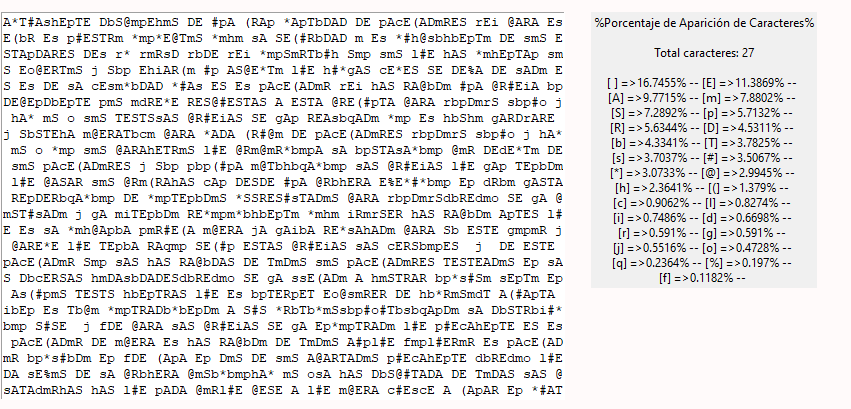 A*T#AshEpTE DbS@mpEhmS DE #pA (RAp *ApTbDAD DE pAcE(ADmRES rEi @ARA Es
E(bR Es p#ESTRm *mp*E@TmS *mhm sA SE(#RbDAD m Es *#h@sbhhbEpTm DE smS E
STApDARES DEs r* rmRsD rbDE rEi *mpSmRTb#h Smp smS l#E hAS *mhEpTAp sm
S Eo@ERTmS j Sbp EhiAR(m #p AS@E*Tm l#E h#*gAS cE*ES SE DE%A DE sADm E
S Es DE sA cEsm*bDAD *#As ES Es pAcE(ADmR rEi hAS RA@bDm #pA @R#EiA bp
DE@EpDbEpTE pmS mdRE*E RES@#ESTAS A ESTA @RE(#pTA @ARA rbpDmrS sbp#o j
hA* mS o smS TESTSsAS @R#EiAS SE gAp REAsbqADm *mp Es hbShm gARDrARE
j SbSTEhA m@ERATbcm @ARA *ADA (R#@m DE pAcE(ADmRES rbpDmrS sbp#o j hA*
mS o *mp smS @ARAhETRmS l#E @Rm@mR*bmpA sA bpSTAsA*bmp @mR DEdE*Tm DE
smS pAcE(ADmRES j Sbp pbp(#pA m@TbhbqA*bmp sAS @R#EiAS l#E gAp TEpbDm
l#E @ASAR smS @Rm(RAhAS cAp DESDE #pA @RbhERA E%E*#*bmp Ep dRbm gASTA
REpDERbqA*bmp DE *mpTEpbDmS *SSRES#sTADmS @ARA rbpDmrSdbREdmo SE gA @
mST#sADm j gA miTEpbDm RE*mpm*bhbEpTm *mhm iRmrSER hAS RA@bDm ApTES l#
E Es sA *mh@ApbA pmR#E(A m@ERA jA gAibA RE*sAhADm @ARA Sb ESTE gmpmR j
@ARE*E l#E TEpbA RAqmp SE(#p ESTAS @R#EiAS sAS cERSbmpES  j  DE ESTE
pAcE(ADmR Smp sAS hAS RA@bDAS DE TmDmS smS pAcE(ADmRES TESTEADmS Ep sA
S DbcERSAS hmDAsbDADESdbREdmo SE gA ssE(ADm A hmSTRAR bp*s#Sm sEpTm Ep
As(#pmS TESTS hbEpTRAS l#E Es bpTERpET Eo@smRER DE hb*RmSmdT A(#ApTA
ibEp Es Tb@m *mpTRADb*bEpDm A S#S *RbTb*mSsbp#o#TbsbqApDm sA DbSTRbi#*
bmp S#SE  j fDE @ARA sAS @R#EiAS SE gA Ep*mpTRADm l#E p#EcAhEpTE ES Es
pAcE(ADmR DE m@ERA Es hAS RA@bDm DE TmDmS A#pl#E fmpl#ERmR Es pAcE(AD
mR bp*s#bDm Ep fDE (ApA Ep DmS DE smS A@ARTADmS p#EcAhEpTE dbREdmo l#E
DA sE%mS DE sA @RbhERA @mSb*bmphA* mS osA hAS DbS@#TADA DE TmDAS sAS @
sATAdmRhAS hAS l#E pADA @mRl#E @ESE A l#E m@ERA c#EscE A (ApAR Ep *#AT
%Porcentaje de Aparición de Caracteres%
Total caracteres: 27
[ ] =>16.7455% -- [E] =>11.3869% --
[A] =>9.7715% -- [m] =>7.8802% --
[S] =>7.2892% -- [p] =>5.7132% --
[R] =>5.6344% -- [D] =>4.5311% --
[b] =>4.3341% -- [T] =>3.7825% --
[s] =>3.7037% -- [#] =>3.5067% --
[*] =>3.0733% -- [@] =>2.9945% --
[h] =>2.3641% -- [(] =>1.379% --
[c] =>0.9062% -- [l] =>0.8274% --
[i] =>0.7486% -- [d] =>0.6698% --
[r] =>0.591% -- [g] =>0.591% --
[j] =>0.5516% -- [o] =>0.4728% --
[q] =>0.2364% -- [%] =>0.197% --
[f] =>0.1182% --